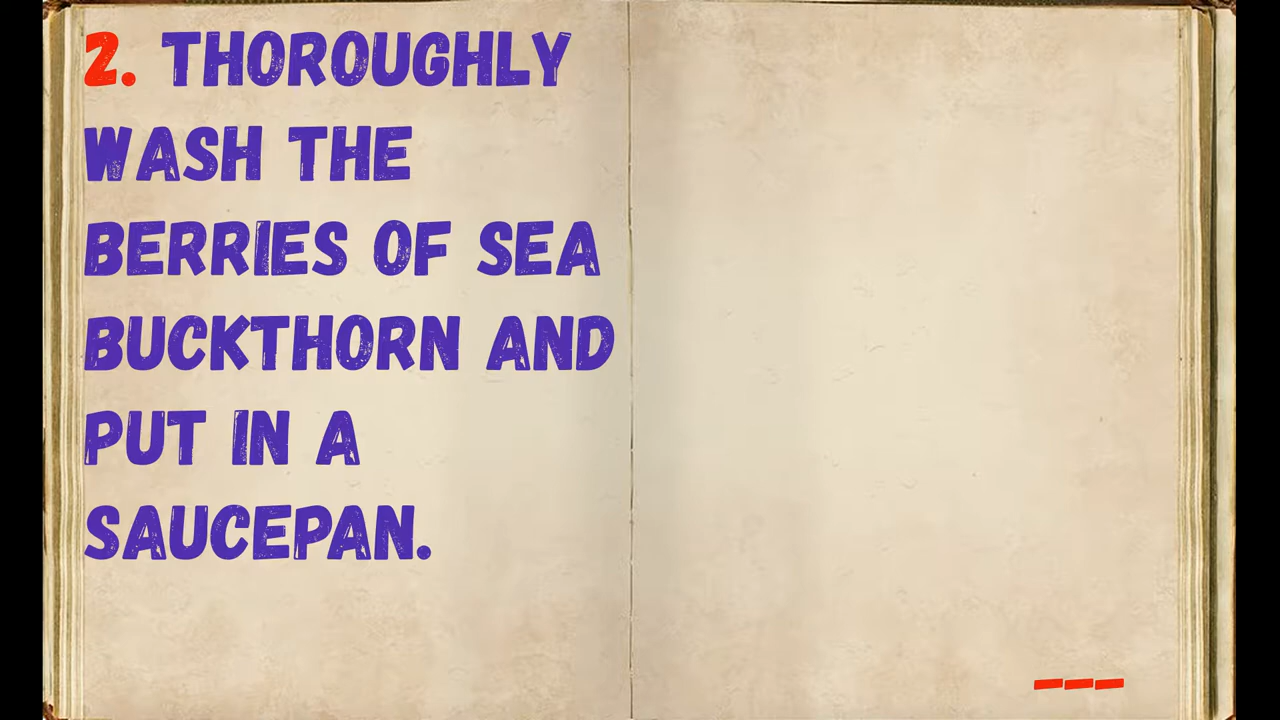 2. THOROUGHLY
WASH THE
BERRIES OF SEA
BUCKTHORN AND
PUT IN A
SAUCEPAN.
---